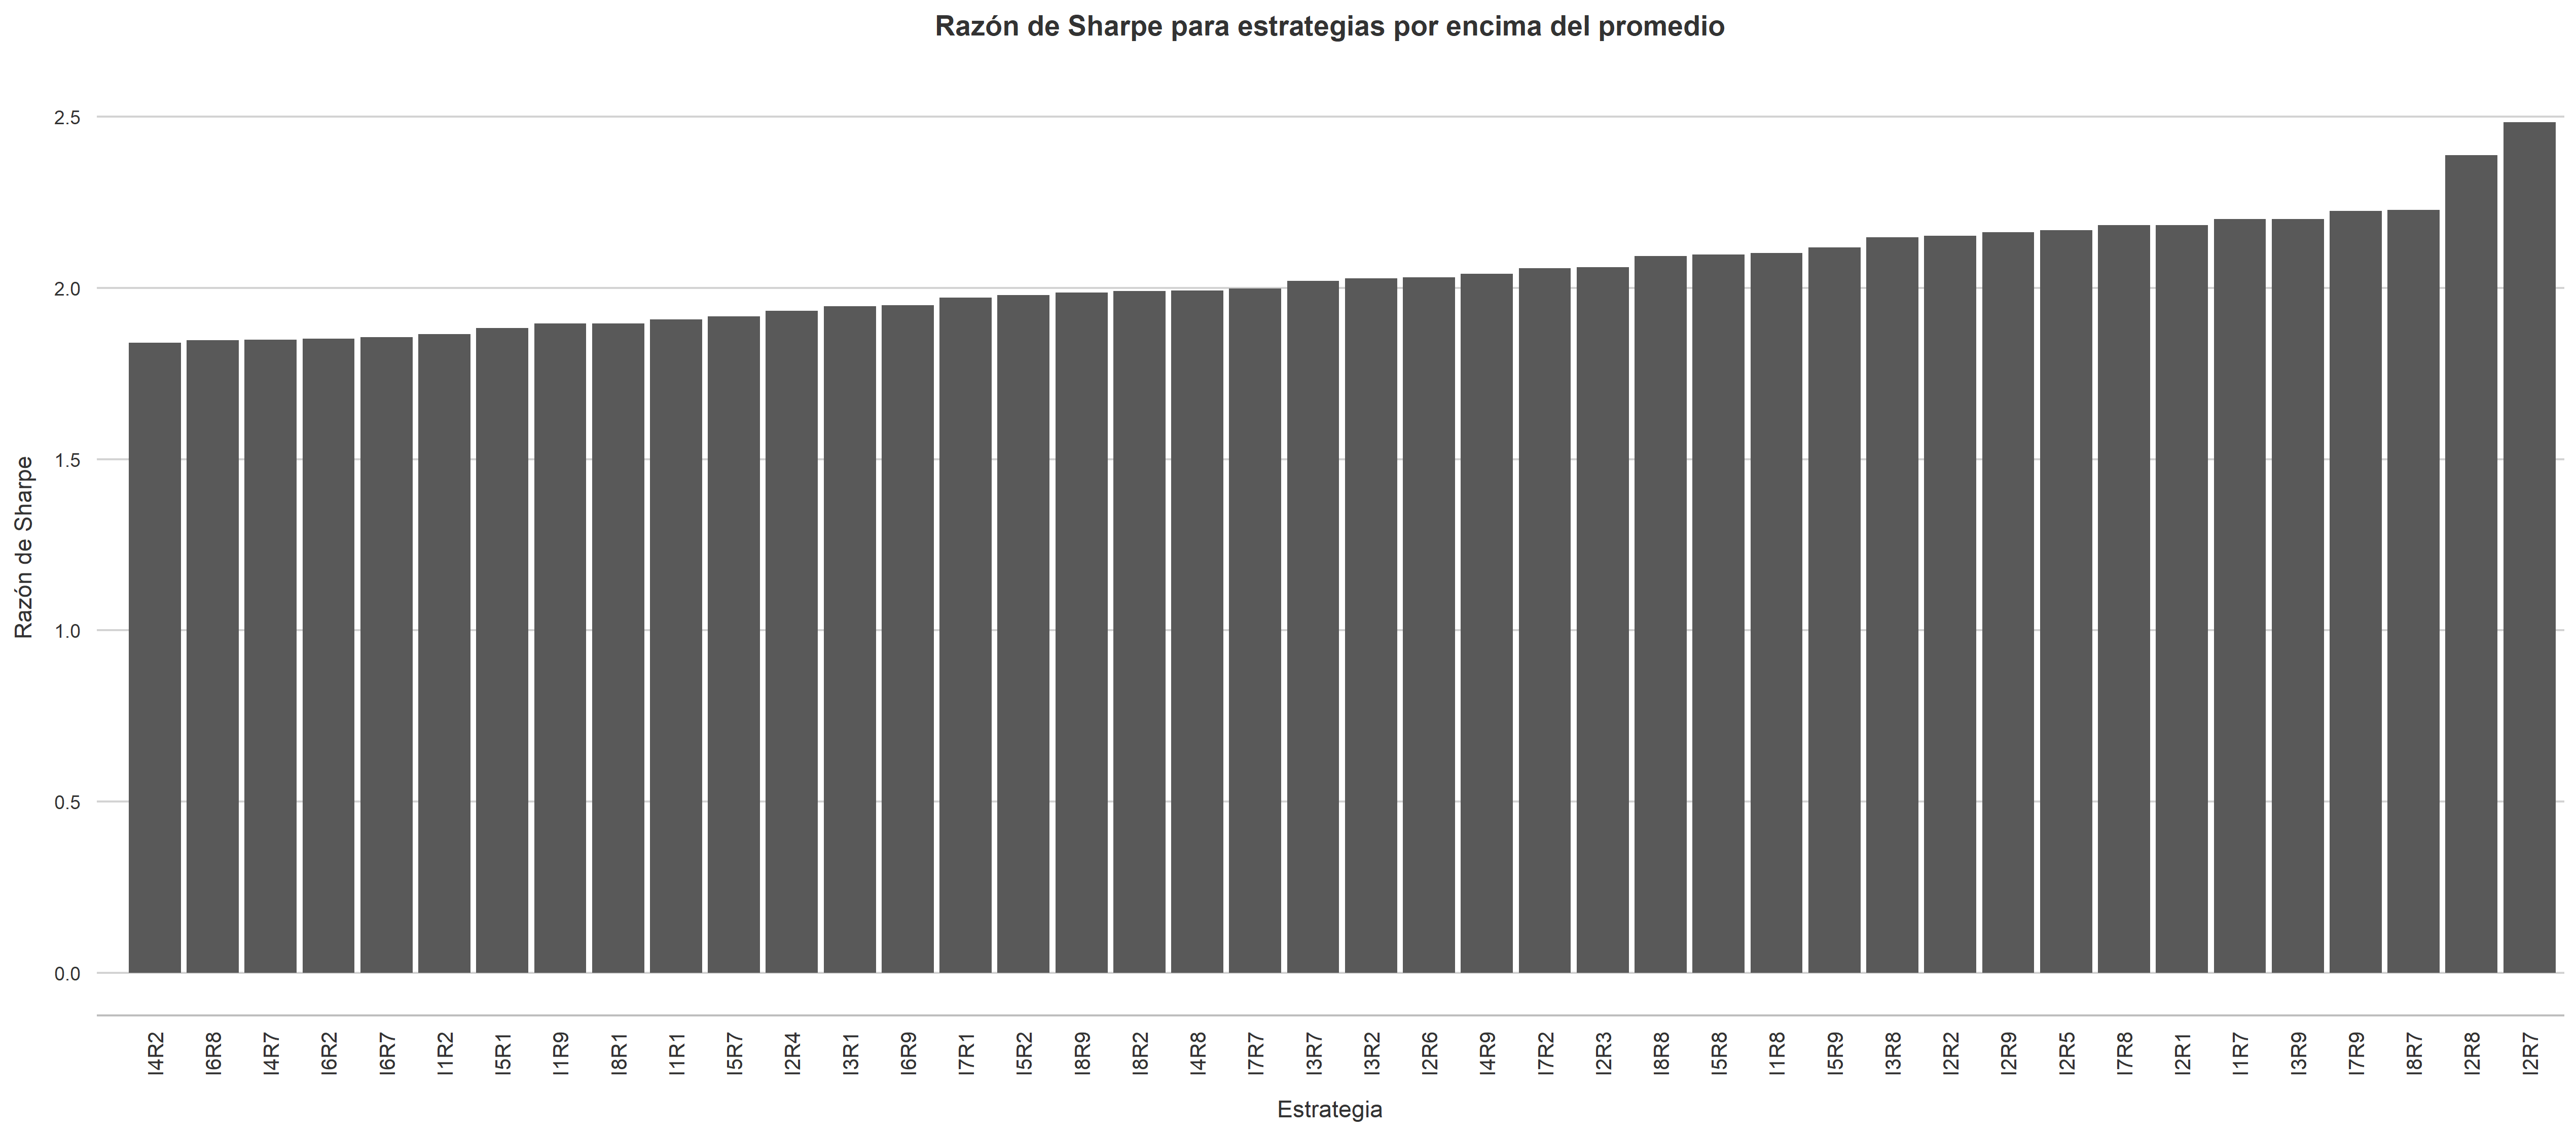 Razón de Sharpe para estrategias por encima del promedio
2.5
2.0
1.5
1.0
0.5
0.0
Razón de Sharpe
I4R2
I6R8
I4R7
I6R2
I6R7
I1R2
I5R1
I1R9
I8R1
I1R1
I5R7
I2R4
I3R1
I6R9
I7R1
I5R2
I8R9
I8R2
I4R8
I7R7
I3R7
I3R2
I2R6
I4R9
I7R2
I2R3
I8R8
I5R8
I1R8
I5R9
I3R8
I2R2
I2R9
I2R5
I7R8
I2R1
I1R7
I3R9
I7R9
I8R7
I2R8
I2R7
Estrategia